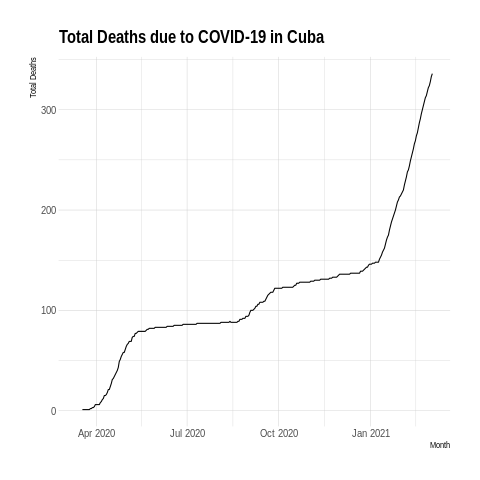 Total Deaths due to COVID-19 in Cuba
Total Deaths
300
200
100
0
Apr 2020 Jul 2020 Oct 2020 Jan 2021
Month